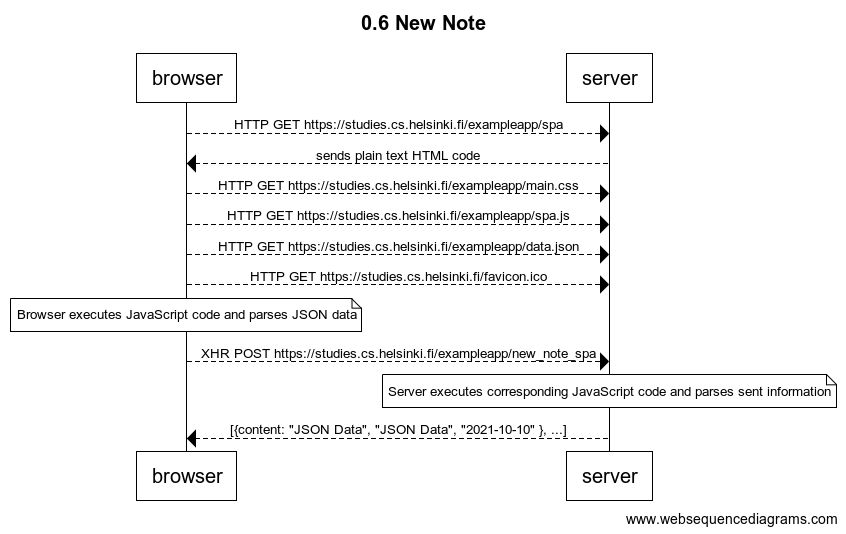 0.6 New Note
browser
server
HTTP GET https://studies.cs.helsinki.fi/exampleapp/spa
sends plain text HTML code
HTTP GET https://studies.cs.helsinki.fi/exampleapp/main.css
HTTP GET https://studies.cs.helsinki.fi/exampleapp/spa.js
HTTP GET https://studies.cs.helsinki.fi/exampleapp/data.json
HTTP GET https://studies.cs.helsinki.fi/favicon.ico
Browser executes JavaScript code and parses JSON data
XHR POST https://studies.cs.helsinki.fi/exampleapp/new_note_spa
Server executes corresponding JavaScript code and parses sent information
[{content: "JSON Data", "JSON Data", "2021-10-10" }, ...]
browser
server
www.websequencediagrams.com